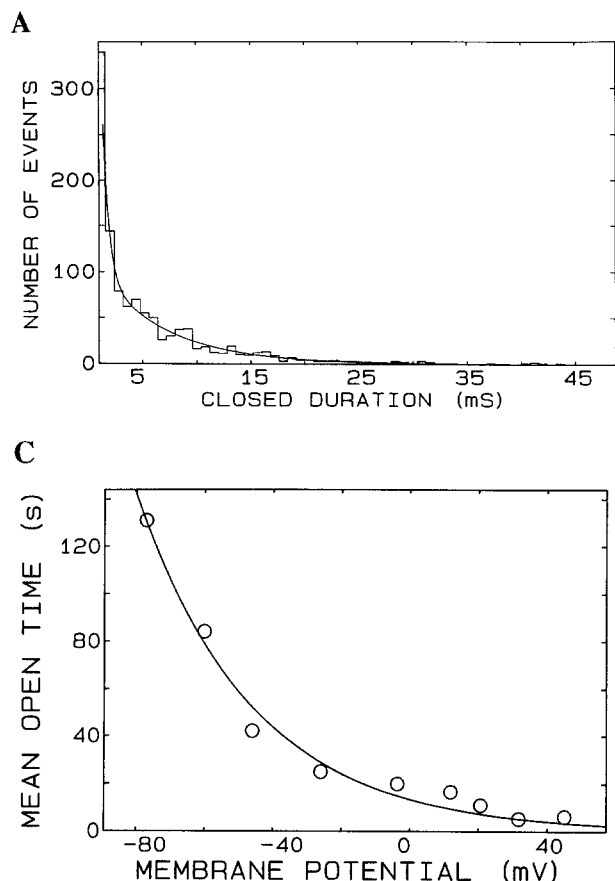 A
NUMBER OF EVENTS
300
200
100
0
5 15 25 35 45
CLOSED DURATION (mS)
C
MEAN OPEN TIME (s)
120
80
40
0
-80 -40 0 40
MEMBRANE POTENTIAL (mV)